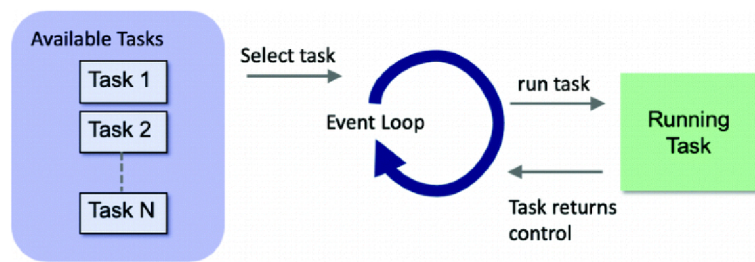 Available Tasks
Task 1
Task 2
Task N
Select task
Event Loop
run task
Task returns
control
Running
Task